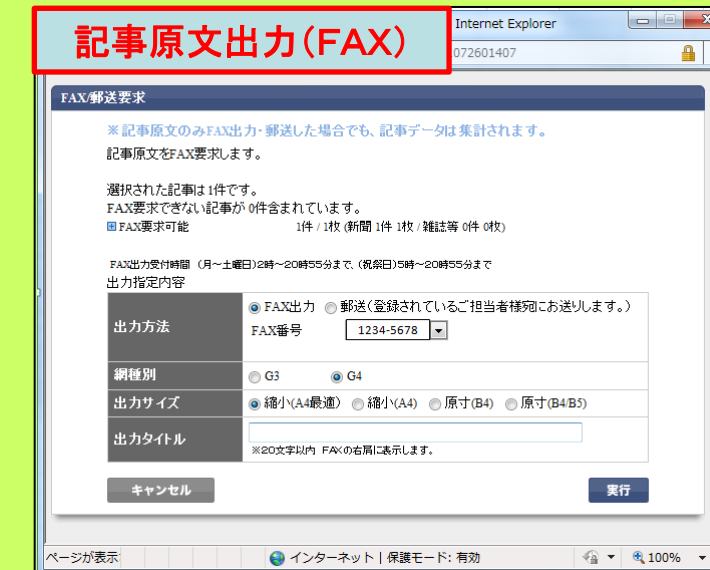 記事原文出力(FAX)
Internet Explorer
072601407
FAX/郵送要求
※記事原文のみFAX出力・郵送した場合でも、記事データは集計されます。
記事原文をFAX要求します。
選択された記事は1件です。
FAX要求できない記事が 0件含まれています。
FAX要求可能 1件 / 1枚 (新聞 1件 1枚 / 雑誌等 0件 0枚)
FAX出力受付時間 (月~土曜日)2時~20時55分まで、(祝祭日)5時~20時55分まで
出力指定内容
出力方法 FAX出力 郵送(登録されているご担当者様宛にお送りします。)
FAX番号 1234-5678
網種別 G3 G4
出力サイズ 縮小(A4最適) 縮小(A4) 原寸(B4) 原寸(B4/B5)
出力タイトル
※20文字以内 FAXの右肩に表示します。
キャンセル 実行
ページが表示 インターネット | 保護モード: 有効 100%